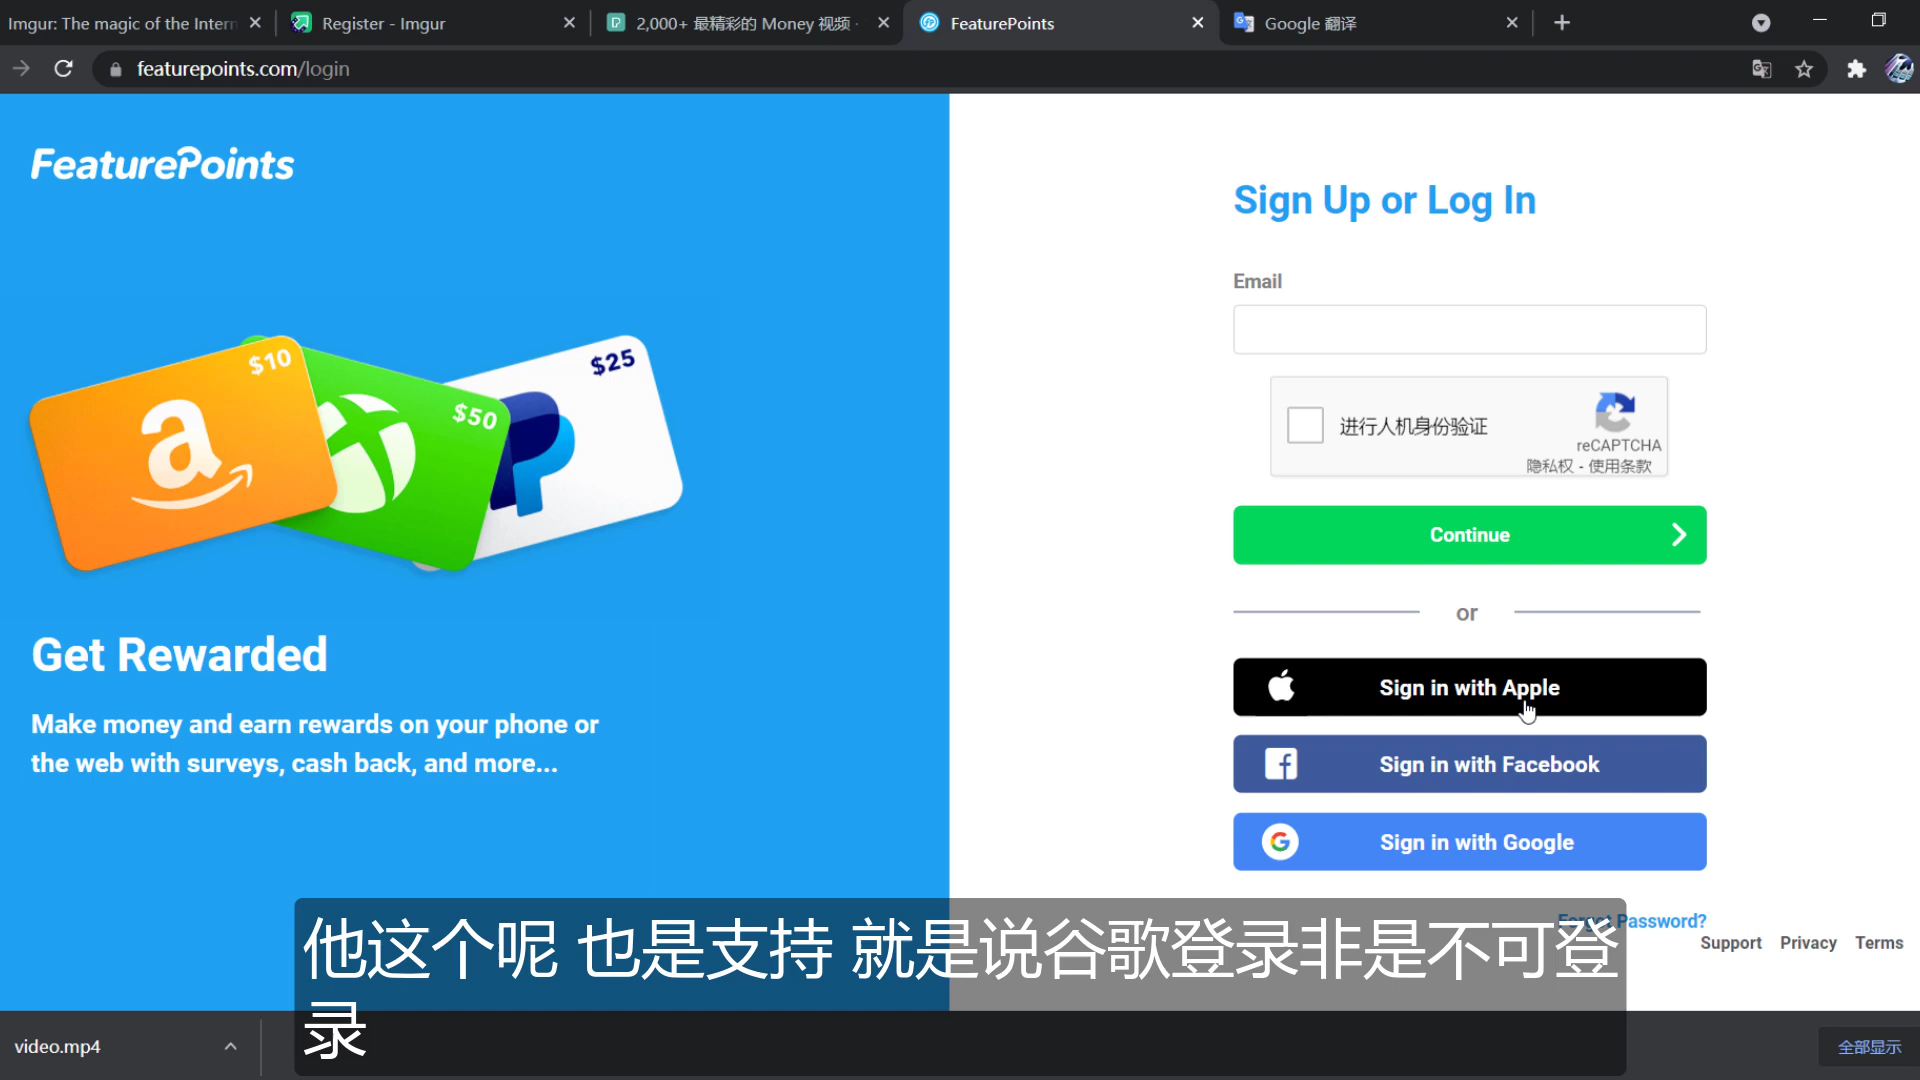 Imgur: The magic of the Intern
Register - Imgur
2,000+ 最精彩的 Money 视频 ·
FeaturePoints
Google 翻译
featurepoints.com/login
FeaturePoints
$10
$50
$25
Get Rewarded
Make money and earn rewards on your phone or
the web with surveys, cash back, and more...
Sign Up or Log In
Email
进行人机身份验证
reCAPTCHA
隐私权 - 使用条款
Continue
or
Sign in with Apple
Sign in with Facebook
Sign in with Google
Forgot Password?
Support Privacy Terms
他这个呢 也是支持 就是说谷歌登录非是不可登
录
video.mp4
全部显示